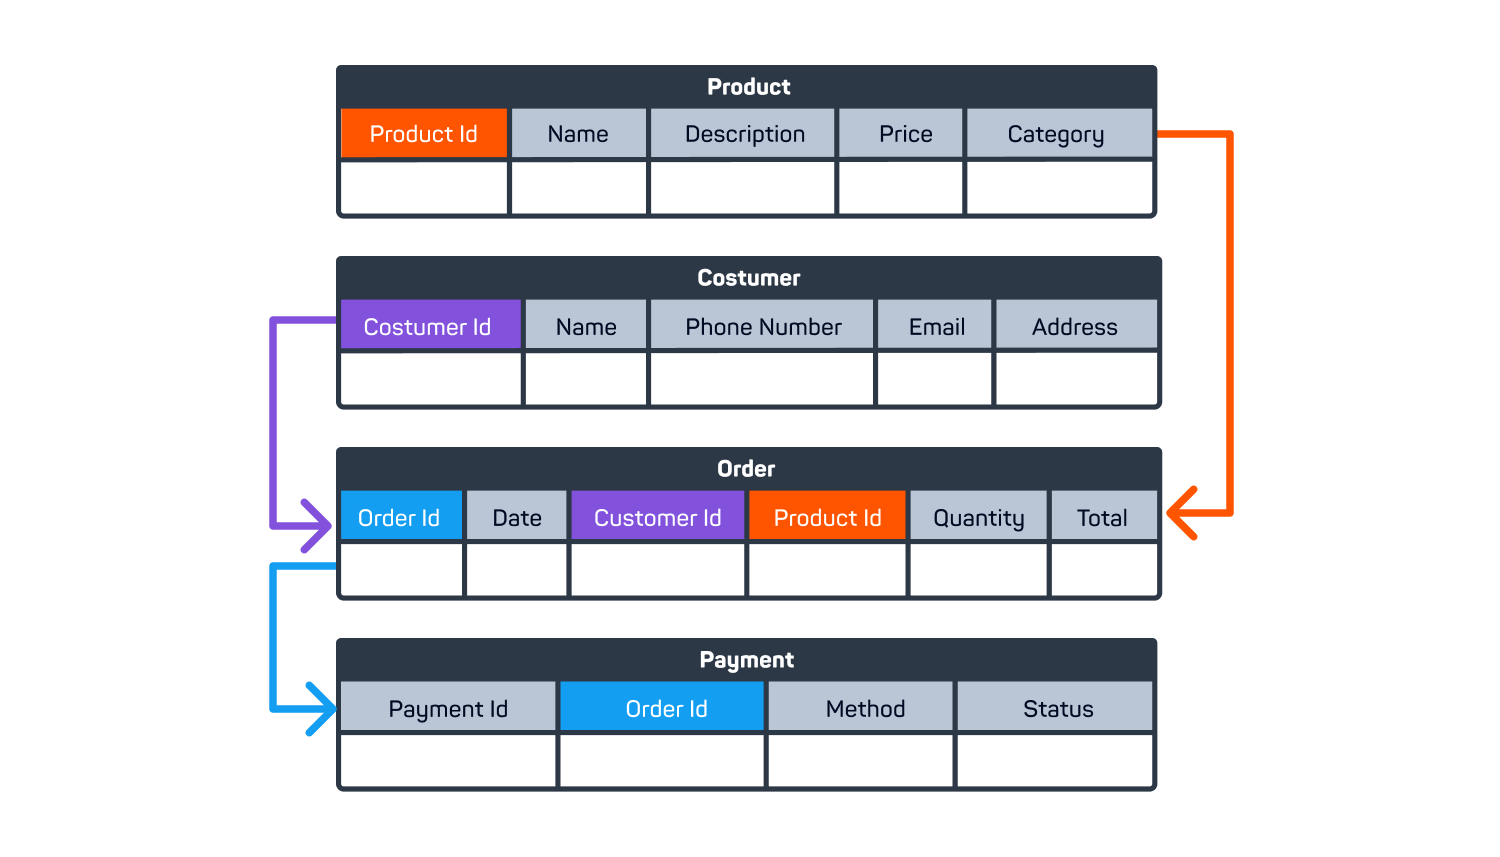 Product
Product Id Name Description Price Category
Costumer
Costumer Id Name Phone Number Email Address
Order
Order Id Date Customer Id Product Id Quantity Total
Payment
Payment Id Order Id Method Status